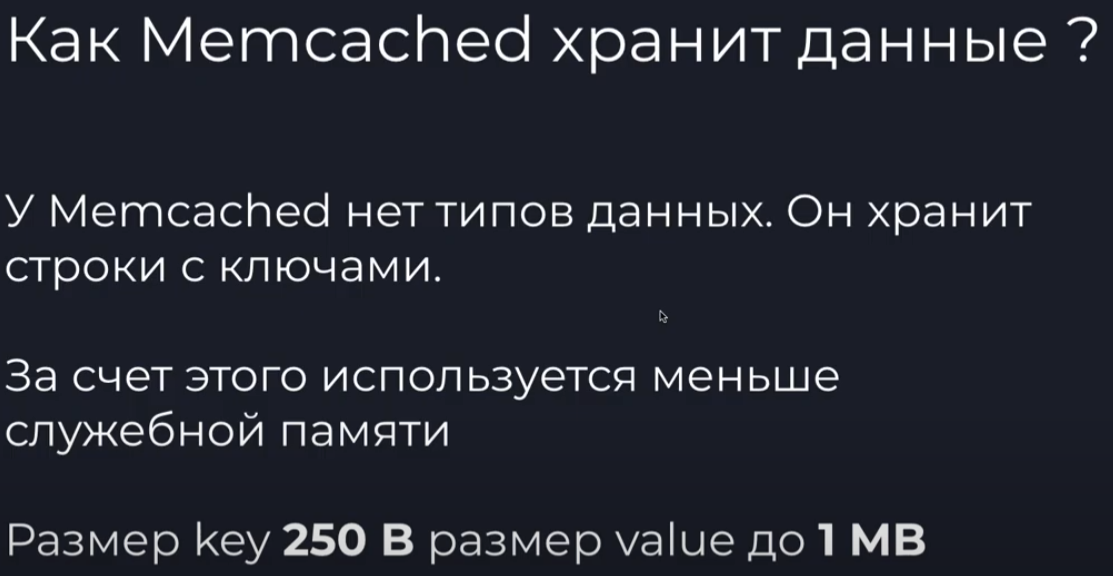 Как Memcached хранит данные ?
У Memcached нет типов данных. Он хранит
строки с ключами.
За счет этого используется меньше
служебной памяти
Размер key 250 B размер value до 1 MB